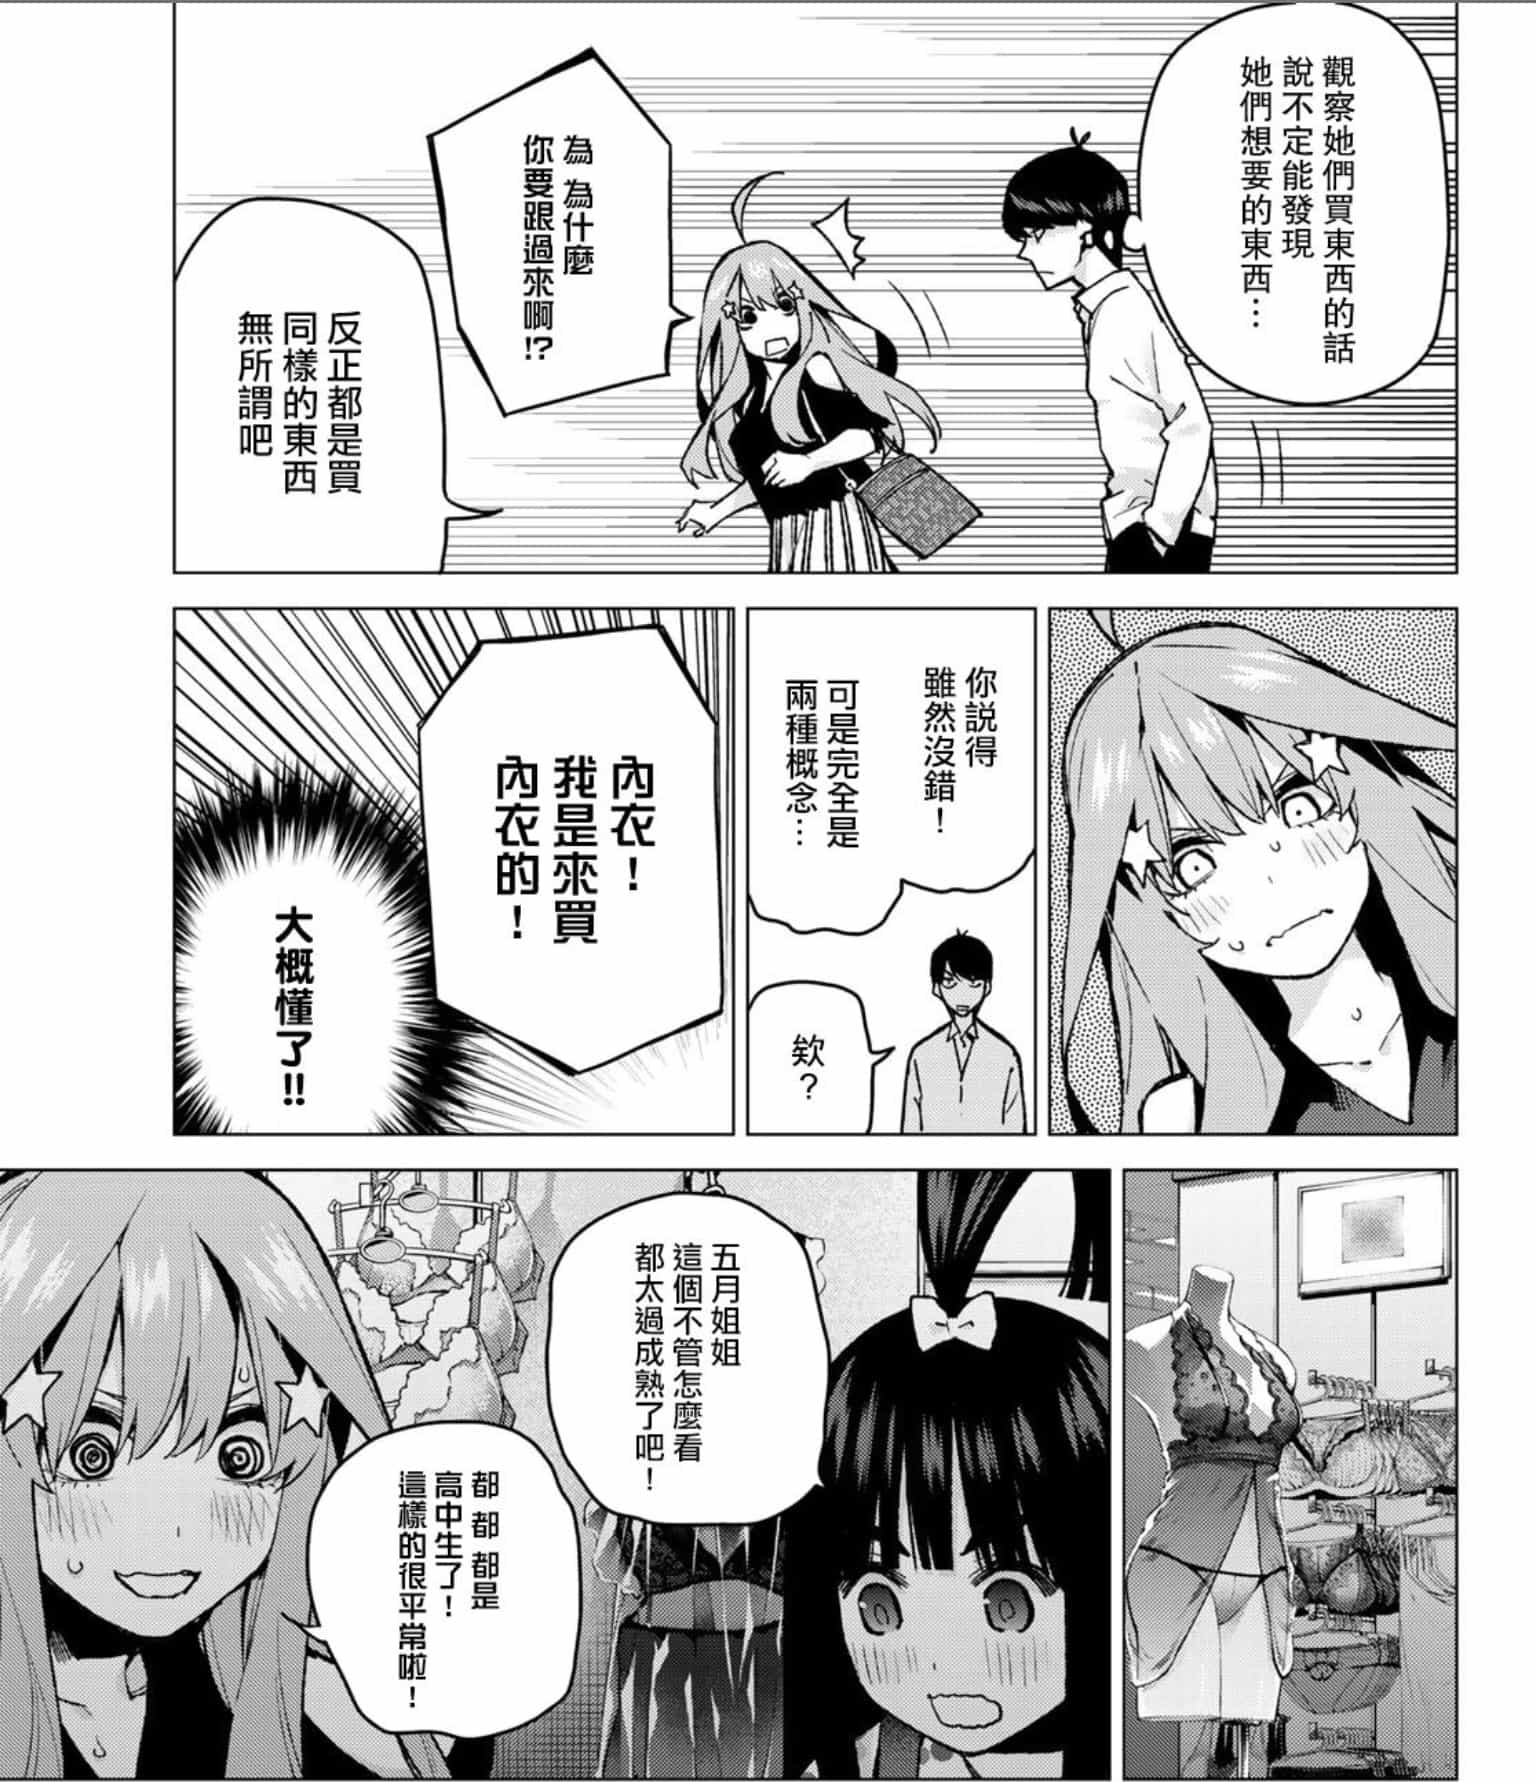 觀察她們買東西的話
說不定能發現
她們想要的東西…
為 為什麼
你要跟過來啊!?
反正都是買
同樣的東西
無所謂吧
你説得
雖然沒錯！
可是完全是
兩種概念…
欸？
內衣！
我是來買
內衣的！
大概懂了!!
五月姐姐
這個不管怎麼看
都太過成熟了吧！
都 都 都是
高中生了！
這樣的很平常啦！